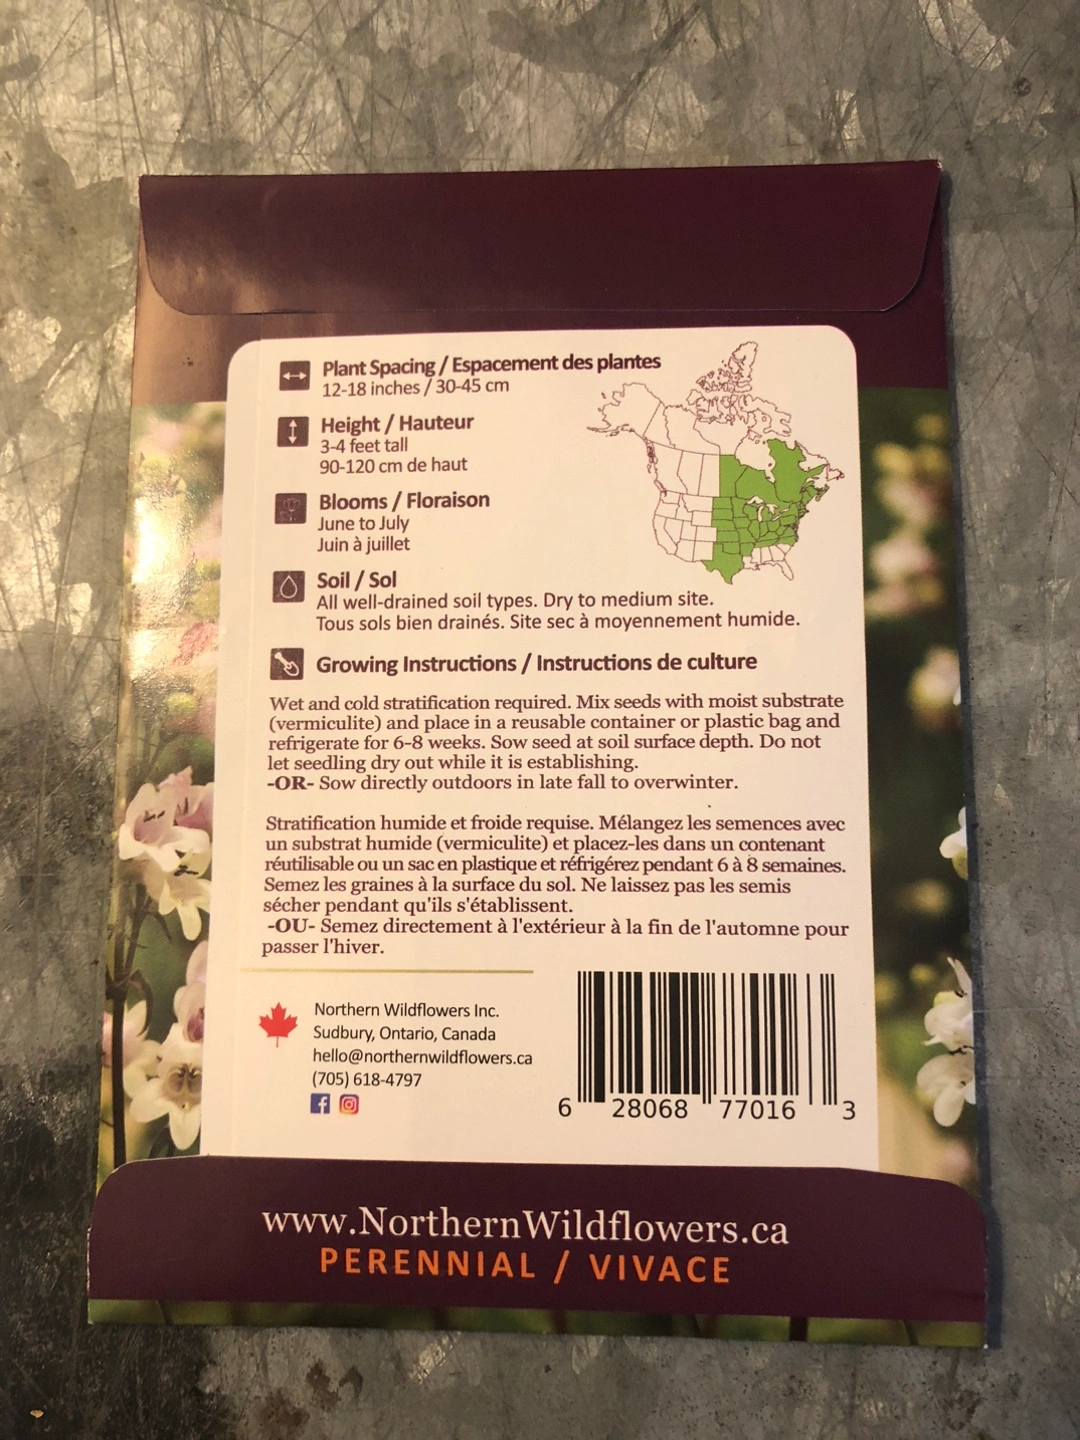 Plant Spacing / Espacement des plantes
12-18 inches / 30-45 cm
Height / Hauteur
3-4 feet tall
90-120 cm de haut
Blooms / Floraison
June to July
Juin à juillet
Soil / Sol
All well-drained soil types. Dry to medium site.
Tous sols bien drainés. Site sec à moyennement humide.
Growing Instructions / Instructions de culture
Wet and cold stratification required. Mix seeds with moist substrate
(vermiculite) and place in a reusable container or plastic bag and
refrigerate for 6-8 weeks. Sow seed at soil surface depth. Do not
let seedling dry out while it is establishing.
-OR- Sow directly outdoors in late fall to overwinter.
Stratification humide et froide requise. Mélangez les semences avec
un substrat humide (vermiculite) et placez-les dans un contenant
réutilisable ou un sac en plastique et réfrigérez pendant 6 à 8 semaines.
Semez les graines à la surface du sol. Ne laissez pas les semis
sécher pendant qu'ils s'établissent.
-OU- Semez directement à l'extérieur à la fin de l'automne pour
passer l'hiver.
Northern Wildflowers Inc.
Sudbury, Ontario, Canada
hello@northernwildflowers.ca
(705) 618-4797
6 28068 77016 3
www.NorthernWildflowers.ca
PERENNIAL / VIVACE